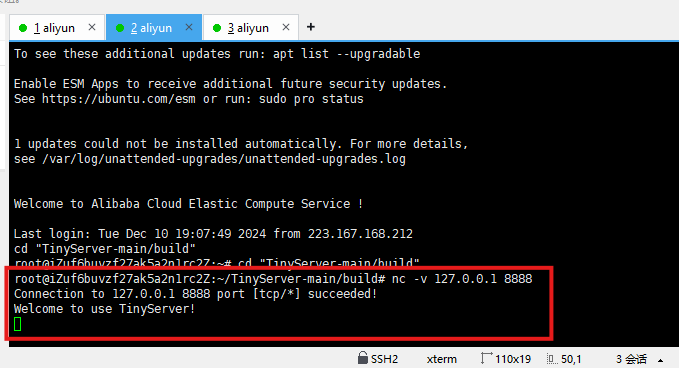 1 aliyun × 2 aliyun × 3 aliyun × +
To see these additional updates run: apt list --upgradable
Enable ESM Apps to receive additional future security updates.
See https://ubuntu.com/esm or run: sudo pro status
1 updates could not be installed automatically. For more details,
see /var/log/unattended-upgrades/unattended-upgrades.log
Welcome to Alibaba Cloud Elastic Compute Service !
Last login: Tue Dec 10 19:07:49 2024 from 223.167.168.212
cd "TinyServer-main/build"
root@iZuf6buvzf27ak5a2n1rc2Z:~# cd "TinyServer-main/build"
root@iZuf6buvzf27ak5a2n1rc2Z:~/TinyServer-main/build# nc -v 127.0.0.1 8888
Connection to 127.0.0.1 8888 port [tcp/*] succeeded!
Welcome to use TinyServer!
SSH2 xterm 110x19 50,1 3 会话